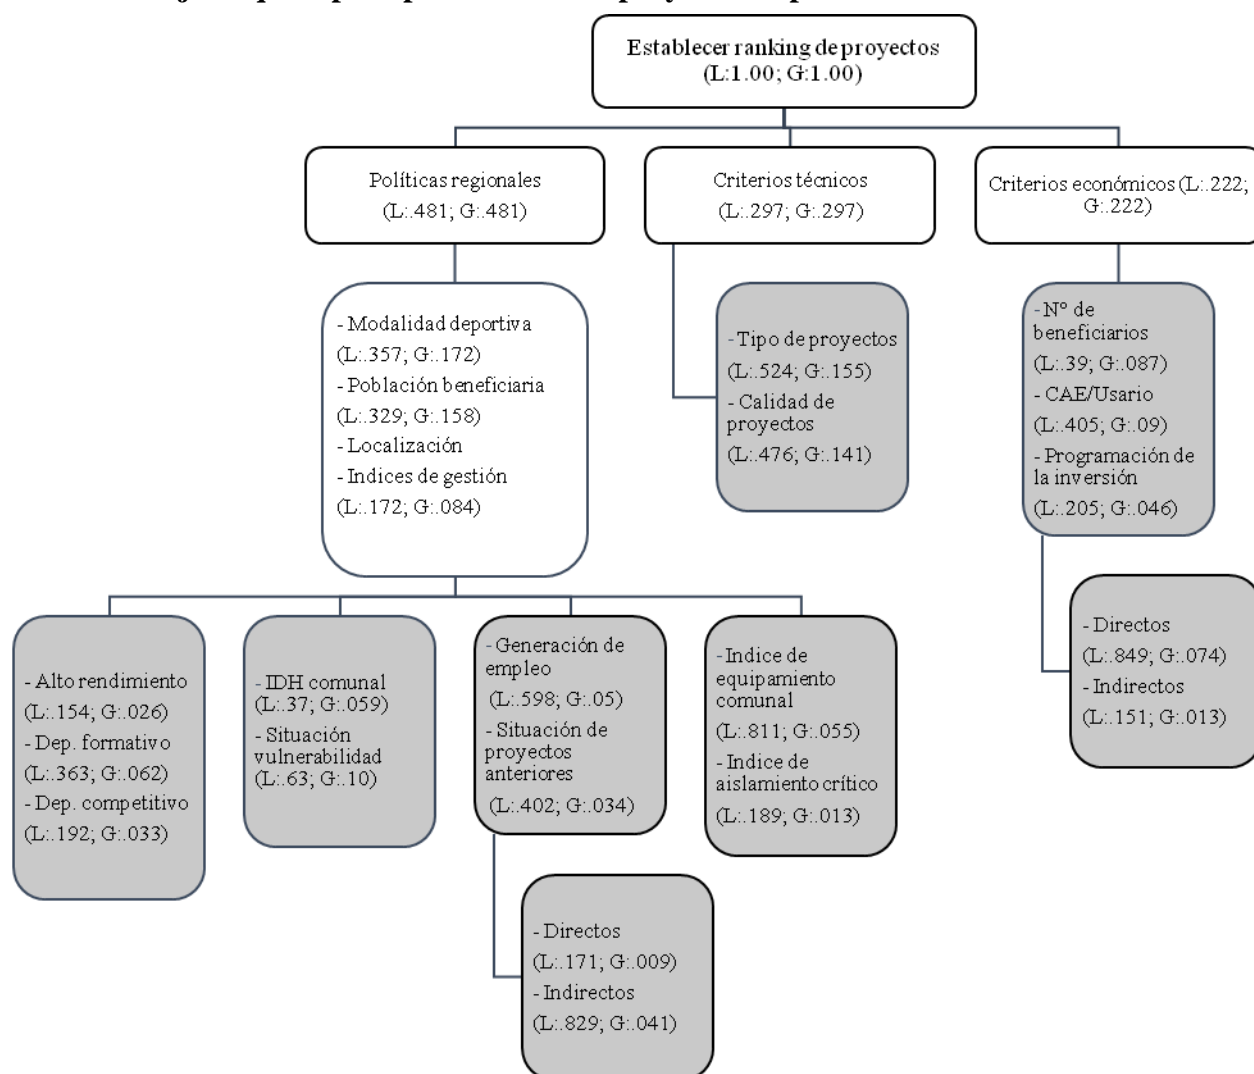 Establecer ranking de proyectos
(L:1.00; G:1.00)
Políticas regionales
(L:.481; G:.481)
Criterios técnicos
(L:.297; G:.297)
Criterios económicos (L:.222;
G:.222)
- Modalidad deportiva
(L:.357; G:.172)
- Población beneficiaria
(L:.329; G:.158)
- Localización
- Indices de gestión
(L:.172; G:.084)
- Tipo de proyectos
(L:.524; G:.155)
- Calidad de
proyectos
(L:.476; G:.141)
- Nº de
beneficiarios
(L:.39; G:.087)
- CAE/Usario
(L:.405; G:.09)
- Programación de
la inversión
(L:.205; G:.046)
- Directos
(L:.849; G:.074)
- Indirectos
(L:.151; G:.013)
- Alto rendimiento
(L:.154; G:.026)
- Dep. formativo
(L:.363; G:.062)
- Dep. competitivo
(L:.192; G:.033)
- IDH comunal
(L:.37; G:.059)
- Situación
vulnerabilidad
(L:.63; G:.10)
- Generación de
empleo
(L:.598; G:.05)
- Situación de
proyectos
anteriores
(L:.402; G:.034)
- Indice de
equipamiento
comunal
(L:.811; G:.055)
- Indice de
aislamiento crítico
(L:.189; G:.013)
- Directos
(L:.171; G:.009)
- Indirectos
(L:.829; G:.041)